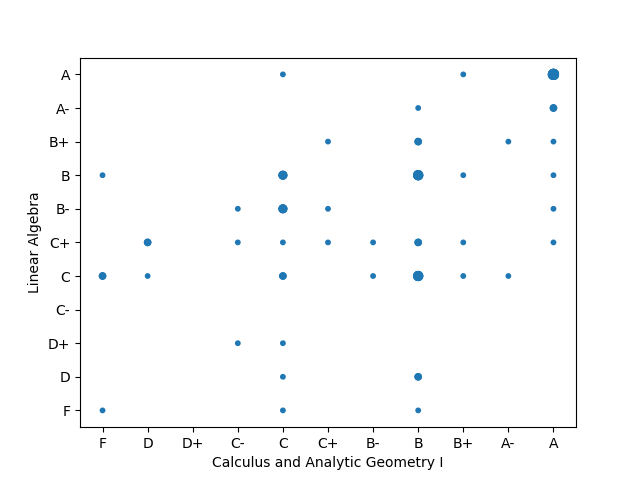 Linear Algebra
A
A-
B+
B
B-
C+
C
C-
D+
D
F
F D D+ C- C C+ B- B B+ A- A
Calculus and Analytic Geometry I